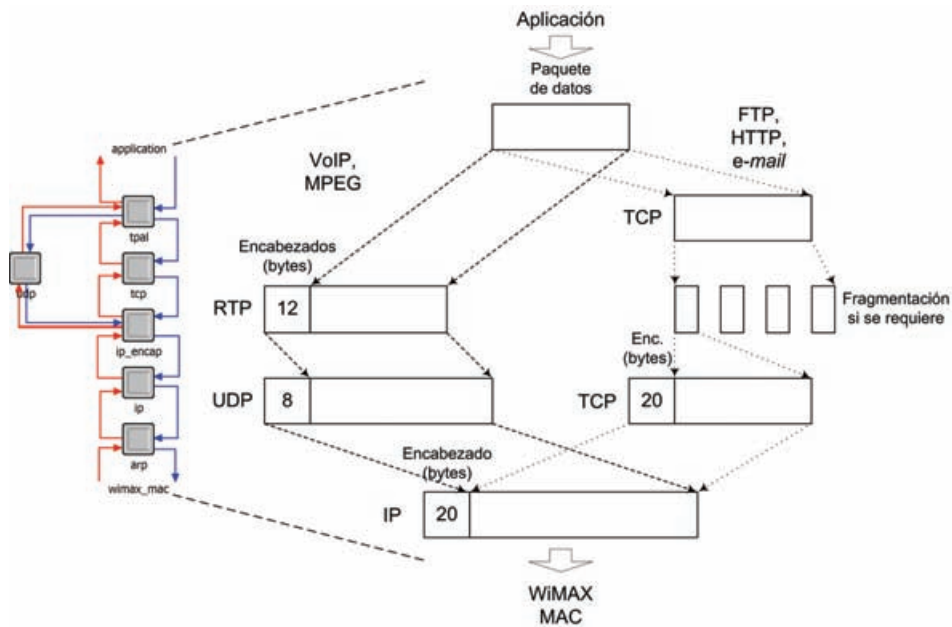 Aplicación
Paquete
de datos
FTP,
HTTP,
e-mail
VoIP,
MPEG
application
tpal
TCP
udp
tcp
Encabezados
(bytes)
RTP
12
Fragmentación
si se requiere
ip_encap
Enc.
(bytes)
ip
UDP
8
TCP
20
arp
Encabezado
(bytes)
wimax_mac
IP
20
WiMAX
MAC